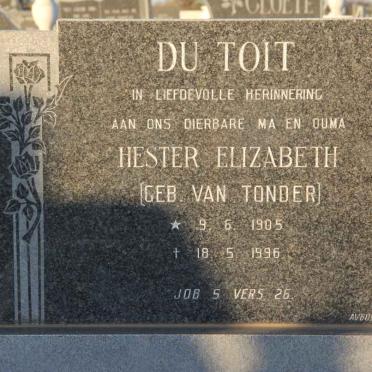 CLOETE
DU TOIT
IN LIEFDEVOLLE HERINNERING
AAN ONS DIERBARE MA EN OUMA
HESTER ELIZABETH
(GEB. VAN TONDER)
★ 9. 6. 1905
† 18. 5. 1996
JOB 5 VERS 26.